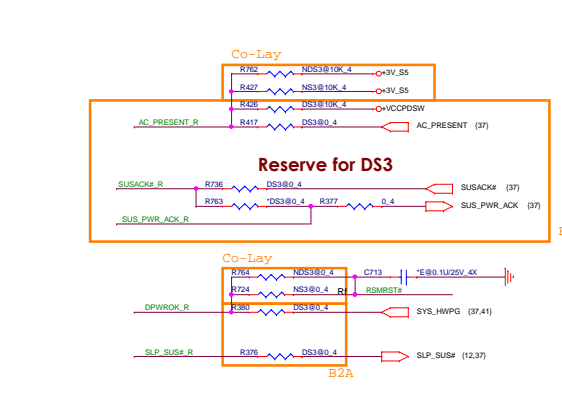 Co-Lay
R762 NDS3@10K_4 +3V_S5
R427 NS3@10K_4 +3V_S5
R426 DS3@10K_4 +VCCPDSW
AC_PRESENT_R R417 DS3@0_4 AC_PRESENT (37)
Reserve for DS3
SUSACK#_R R736 DS3@0_4 SUSACK# (37)
R763 *DS3@0_4 R377 0_4 SUS_PWR_ACK (37)
SUS_PWR_ACK_R
Co-Lay
R764 NDS3@0_4 C713 *E@0.1U/25V_4X
R724 NS3@0_4 Rf RSMRST#
DPWROK_R R380 DS3@0_4 SYS_HWPG (37,41)
SLP_SUS#_R R376 DS3@0_4 SLP_SUS# (12,37)
B2A